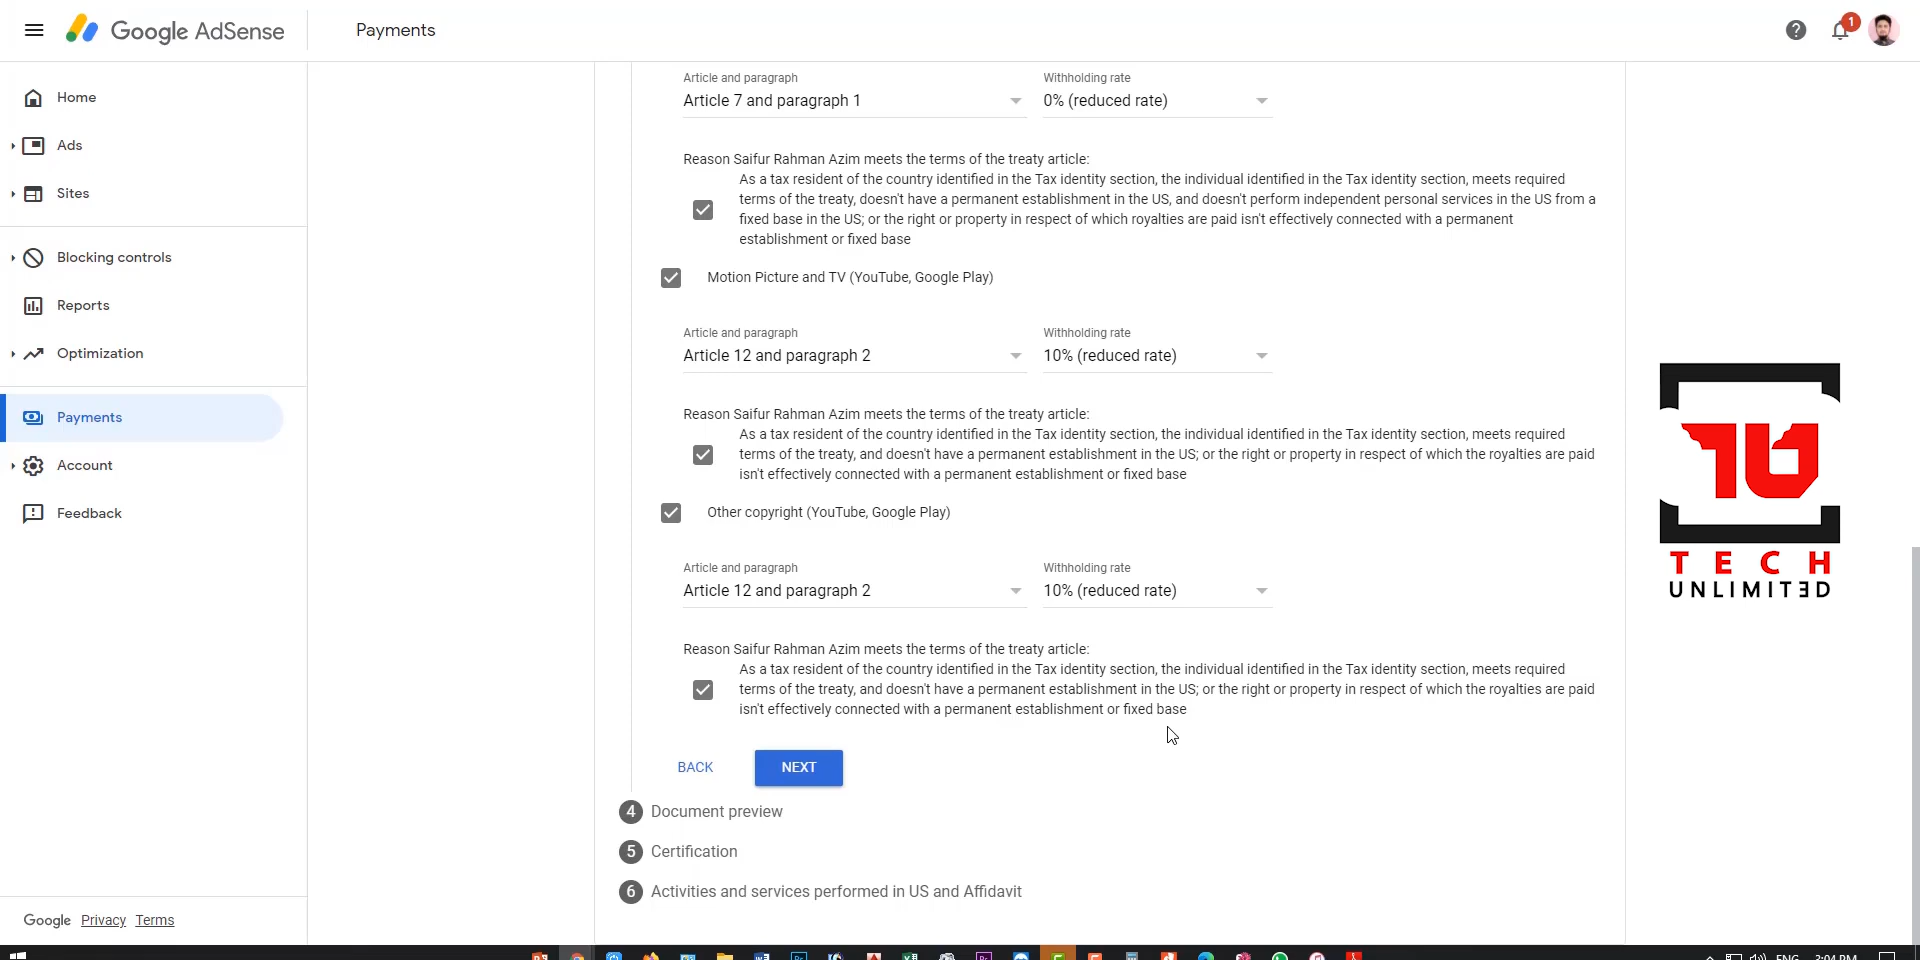 Google AdSense
Payments
1
Home
Ads
Sites
Blocking controls
Reports
Optimization
Payments
Account
Feedback
Google Privacy Terms
Article and paragraph Withholding rate
Article 7 and paragraph 1 0% (reduced rate)
Reason Saifur Rahman Azim meets the terms of the treaty article:
As a tax resident of the country identified in the Tax identity section, the individual identified in the Tax identity section, meets required
terms of the treaty, doesn't have a permanent establishment in the US, and doesn't perform independent personal services in the US from a
fixed base in the US; or the right or property in respect of which royalties are paid isn't effectively connected with a permanent
establishment or fixed base
Motion Picture and TV (YouTube, Google Play)
Article and paragraph Withholding rate
Article 12 and paragraph 2 10% (reduced rate)
Reason Saifur Rahman Azim meets the terms of the treaty article:
As a tax resident of the country identified in the Tax identity section, the individual identified in the Tax identity section, meets required
terms of the treaty, and doesn't have a permanent establishment in the US; or the right or property in respect of which the royalties are paid
isn't effectively connected with a permanent establishment or fixed base
Other copyright (YouTube, Google Play)
Article and paragraph Withholding rate
Article 12 and paragraph 2 10% (reduced rate)
Reason Saifur Rahman Azim meets the terms of the treaty article:
As a tax resident of the country identified in the Tax identity section, the individual identified in the Tax identity section, meets required
terms of the treaty, and doesn't have a permanent establishment in the US; or the right or property in respect of which the royalties are paid
isn't effectively connected with a permanent establishment or fixed base
BACK NEXT
4 Document preview
5 Certification
6 Activities and services performed in US and Affidavit
TECH
UNLIMITED
ENG 3:04 PM